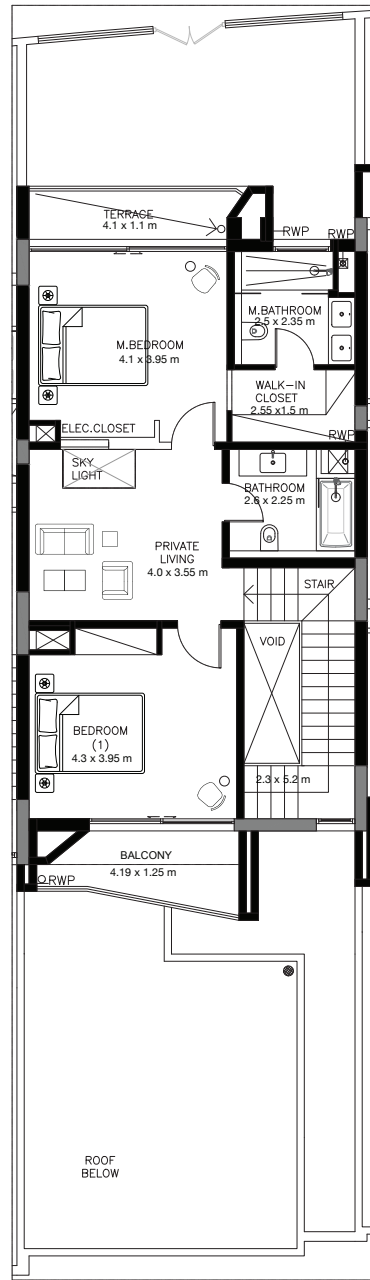 TERRACE
4.1 x 1.1 m
RWP
RWP
M.BATHROOM
2.5 x 2.35 m
M.BEDROOM
4.1 x 3.95 m
WALK-IN
CLOSET
2.55 x1.5 m
ELEC.CLOSET
RWP
SKY
LIGHT
BATHROOM
2.6 x 2.25 m
PRIVATE
LIVING
4.0 x 3.55 m
STAIR
VOID
BEDROOM
(1)
4.3 x 3.95 m
2.3 x 5.2 m
BALCONY
4.19 x 1.25 m
RWP
ROOF
BELOW